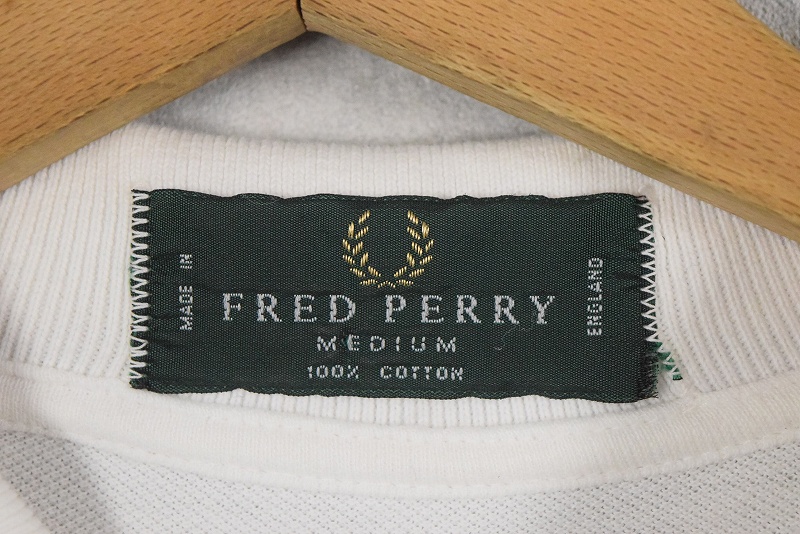 MADE IN
FRED PERRY
ENGLAND
MEDIUM
100% COTTON